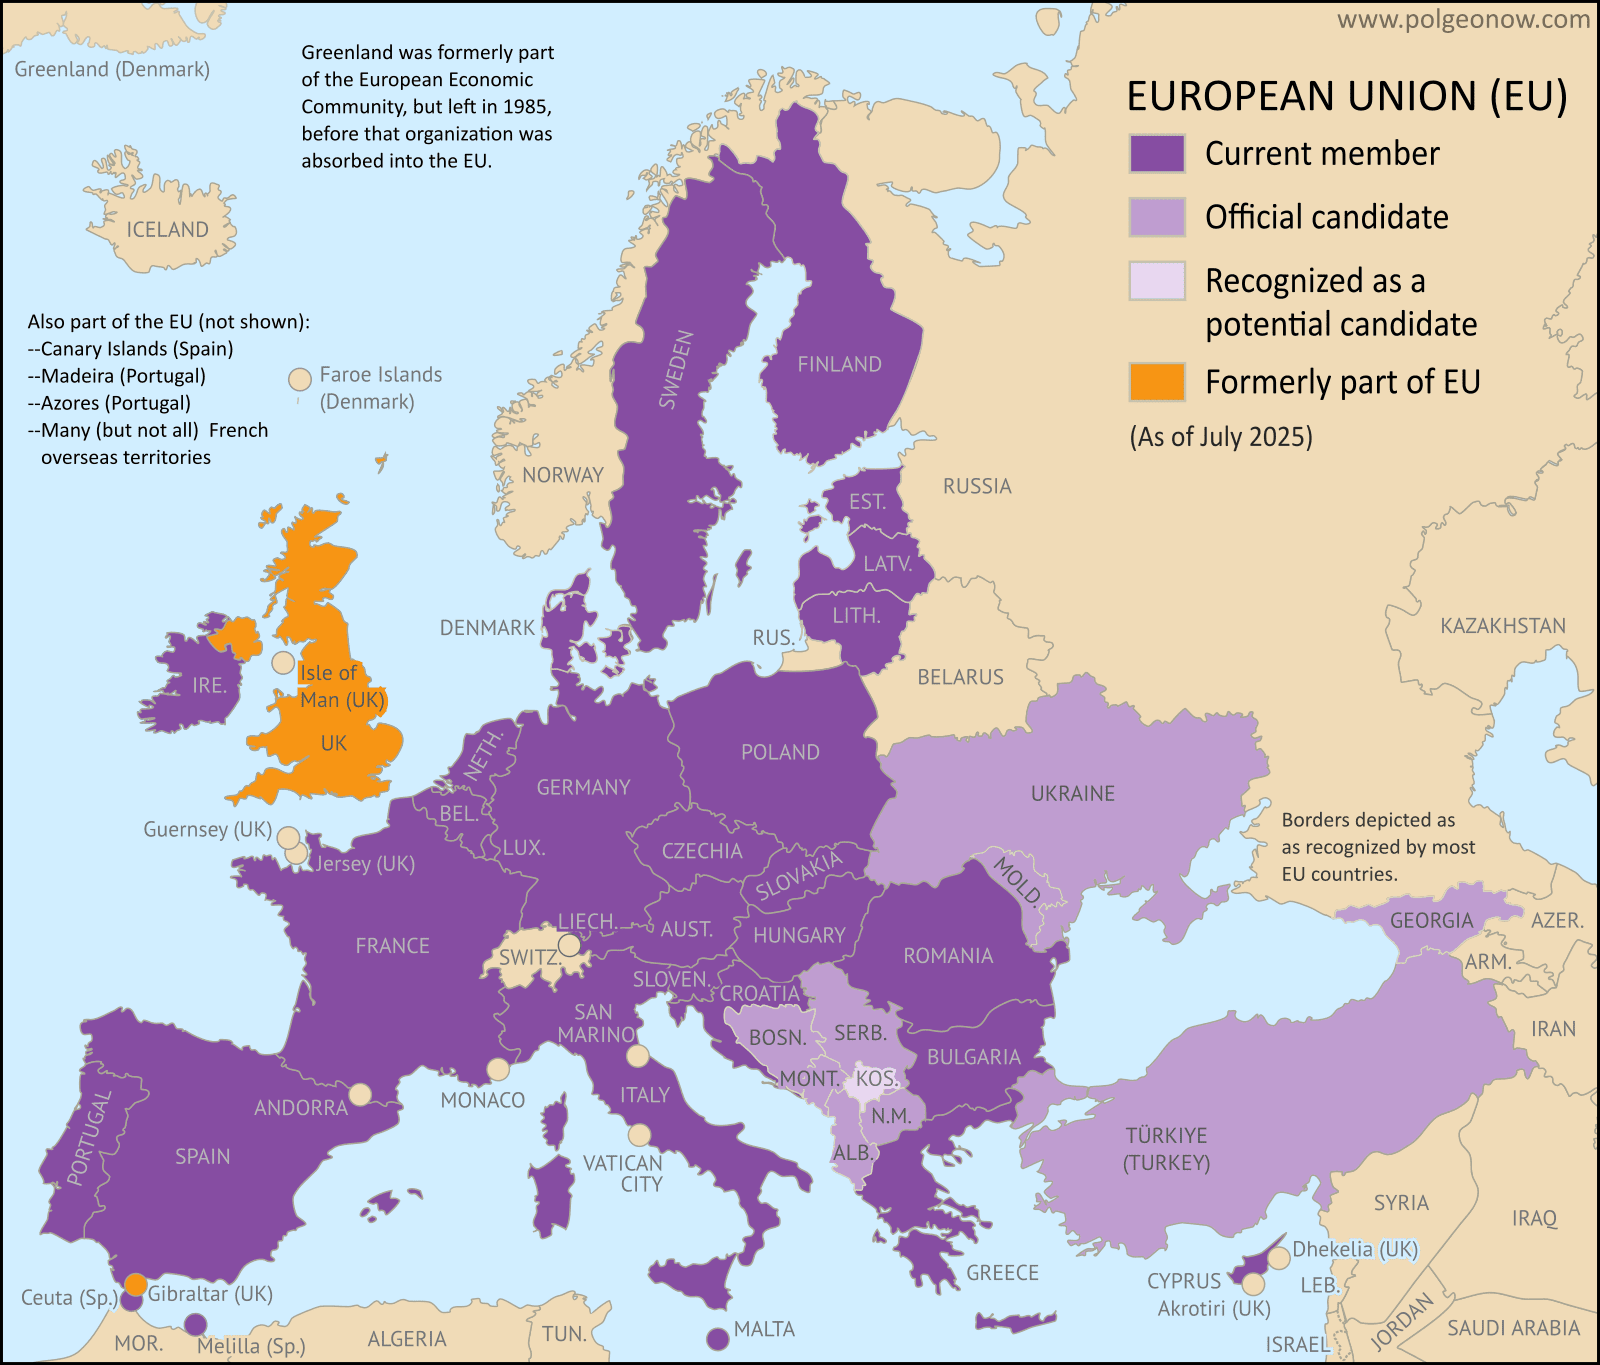 www.polgeonow.com
Greenland (Denmark)
Greenland was formerly part
of the European Economic
Community, but left in 1985,
before that organization was
absorbed into the EU.
EUROPEAN UNION (EU)
Current member
Official candidate
Recognized as a
potential candidate
Formerly part of EU
(As of July 2025)
ICELAND
Also part of the EU (not shown):
--Canary Islands (Spain)
--Madeira (Portugal)
--Azores (Portugal)
--Many (but not all) French
overseas territories
Faroe Islands
(Denmark)
SWEDEN
FINLAND
NORWAY
RUSSIA
EST.
LATV.
LITH.
DENMARK
RUS.
KAZAKHSTAN
BELARUS
IRE.
Isle of
Man (UK)
UK
NETH.
POLAND
GERMANY
UKRAINE
BEL.
LUX.
Guernsey (UK)
Jersey (UK)
CZECHIA
SLOVAKIA
MOLD.
Borders depicted as
as recognized by most
EU countries.
LIECH.
AUST.
HUNGARY
GEORGIA
AZER.
FRANCE
SWITZ.
ROMANIA
ARM.
SLOVEN.
CROATIA
SAN
MARINO
BOSN.
SERB.
IRAN
BULGARIA
MONT.
KOS.
ITALY
MONACO
ANDORRA
N.M.
PORTUGAL
SPAIN
VATICAN
CITY
ALB.
TÜRKIYE
(TURKEY)
SYRIA
IRAQ
GREECE
CYPRUS
Dhekelia (UK)
Akrotiri (UK)
LEB.
Ceuta (Sp.)
Gibraltar (UK)
MOR.
Melilla (Sp.)
ALGERIA
TUN.
MALTA
ISRAEL
JORDAN
SAUDI ARABIA